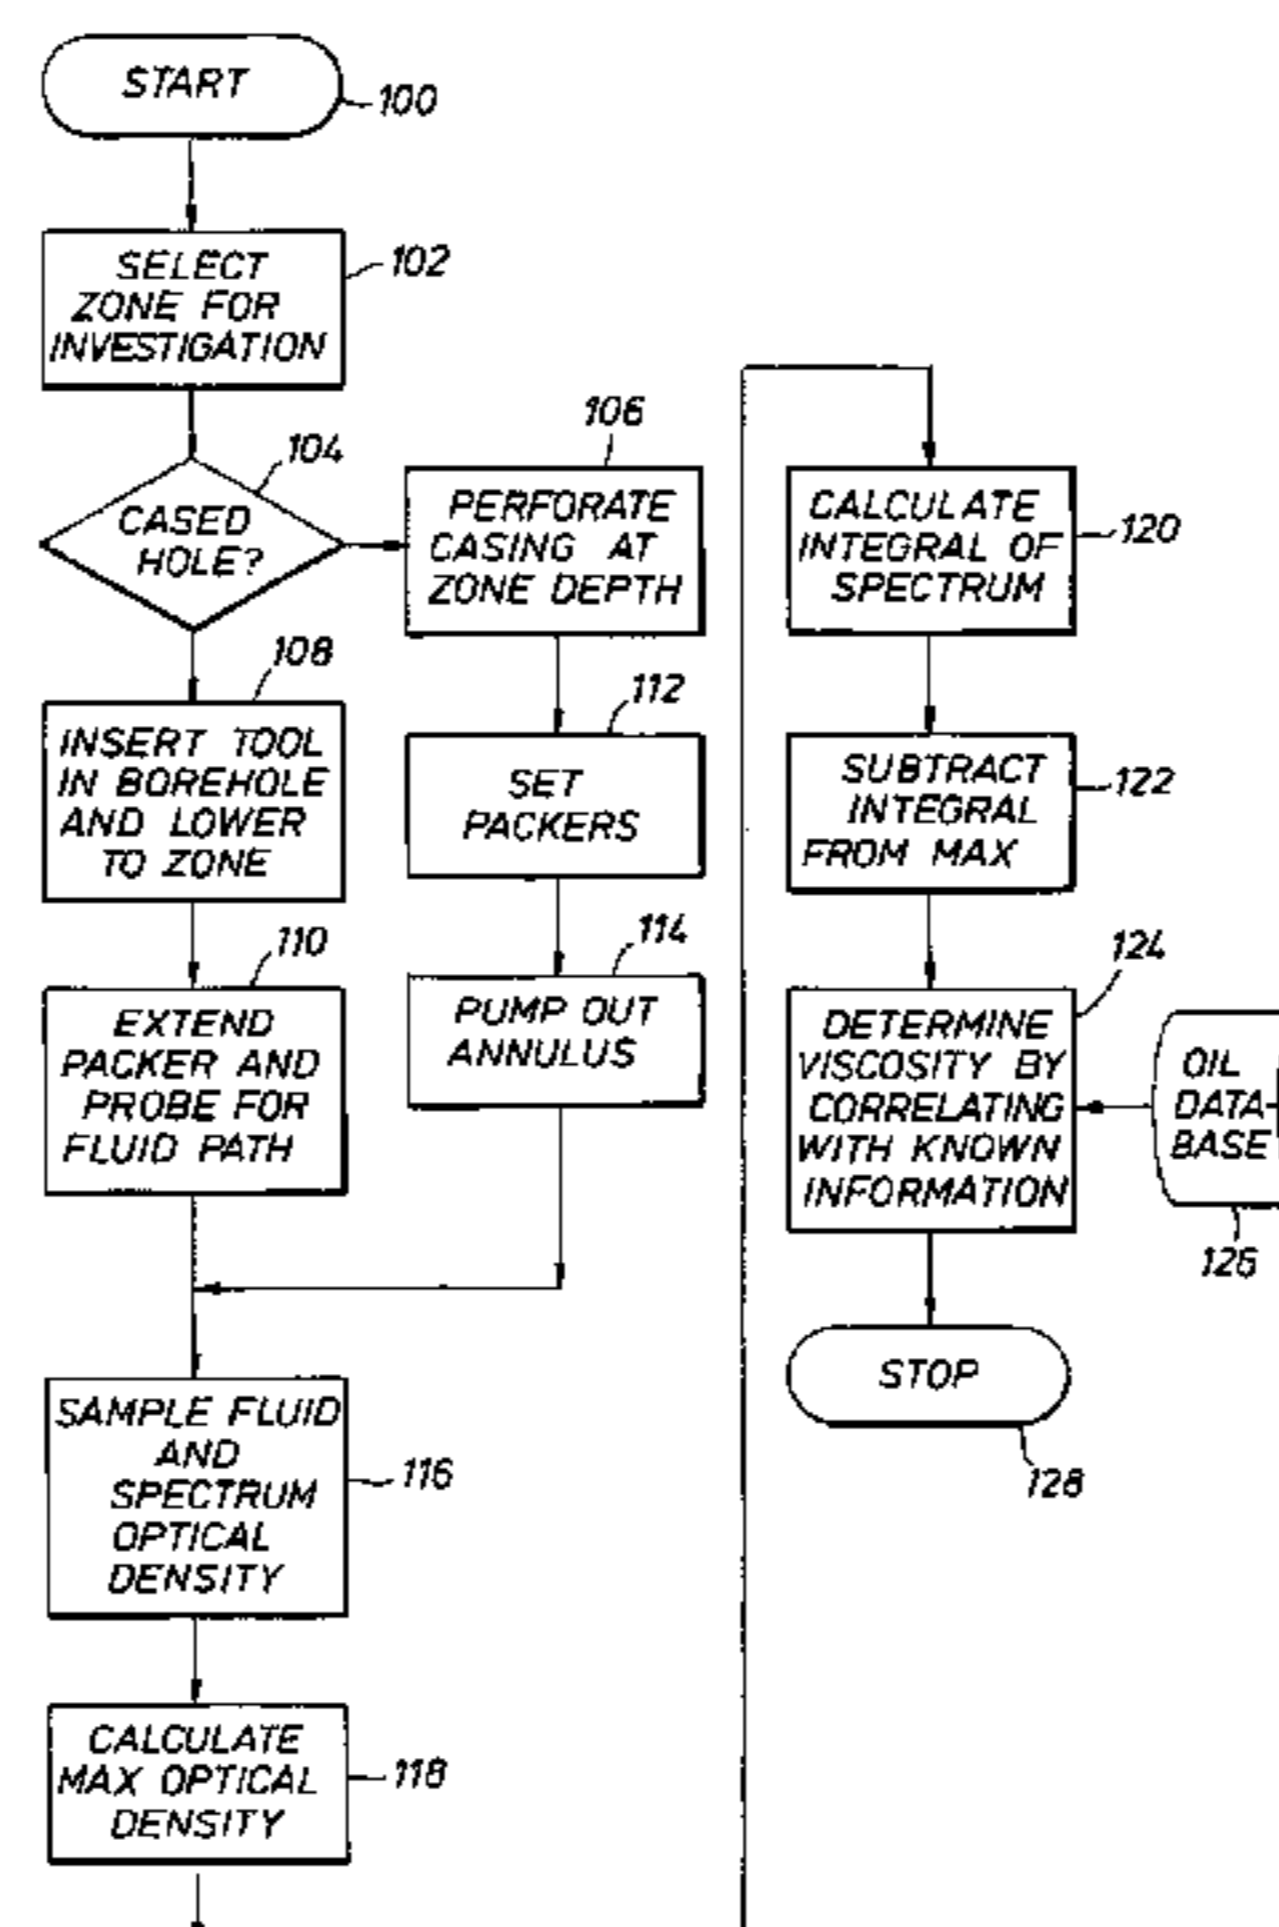 START
100
SELECT
ZONE FOR
INVESTIGATION
102
104
CASED
HOLE?
106
PERFORATE
CASING AT
ZONE DEPTH
108
INSERT TOOL
IN BOREHOLE
AND LOWER
TO ZONE
112
SET
PACKERS
110
EXTEND
PACKER AND
PROBE FOR
FLUID PATH
114
PUMP OUT
ANNULUS
SAMPLE FLUID
AND
SPECTRUM
OPTICAL
DENSITY
116
CALCULATE
MAX OPTICAL
DENSITY
118
CALCULATE
INTEGRAL OF
SPECTRUM
120
SUBTRACT
INTEGRAL
FROM MAX
122
124
DETERMINE
VISCOSITY BY
CORRELATING
WITH KNOWN
INFORMATION
OIL
DATA-
BASE
126
STOP
128